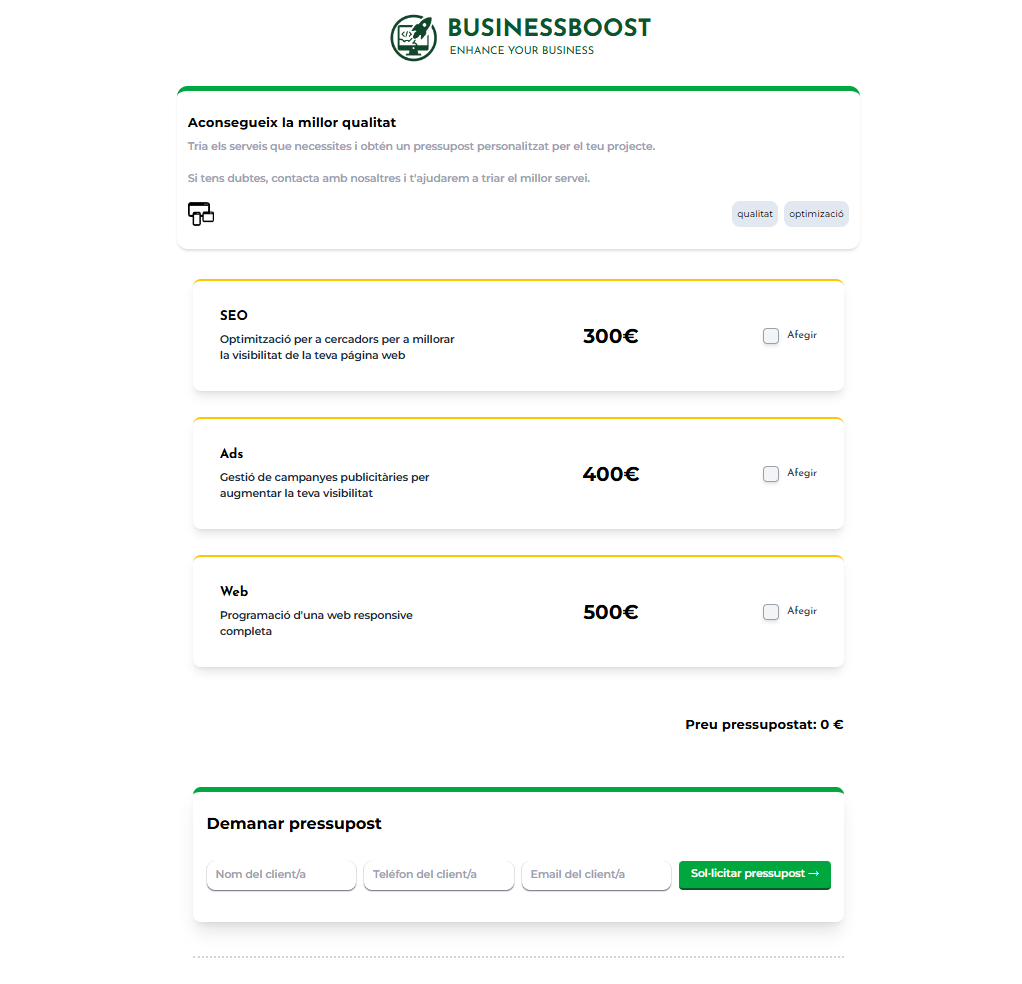 BUSINESSBOOST
ENHANCE YOUR BUSINESS
Aconsegueix la millor qualitat
Tria els serveis que necessites i obtén un pressupost personalitzat per el teu projecte.
Si tens dubtes, contacta amb nosaltres i t'ajudarem a triar el millor servei.
qualitat optimizació
SEO
Optimització per a cercadors per a millorar
la visibilitat de la teva página web
300€
Afegir
Ads
Gestió de campanyes publicitàries per
augmentar la teva visibilitat
400€
Afegir
Web
Programació d'una web responsive
completa
500€
Afegir
Preu pressupostat: 0 €
Demanar pressupost
Nom del client/a Teléfon del client/a Email del client/a Sol·licitar pressupost →